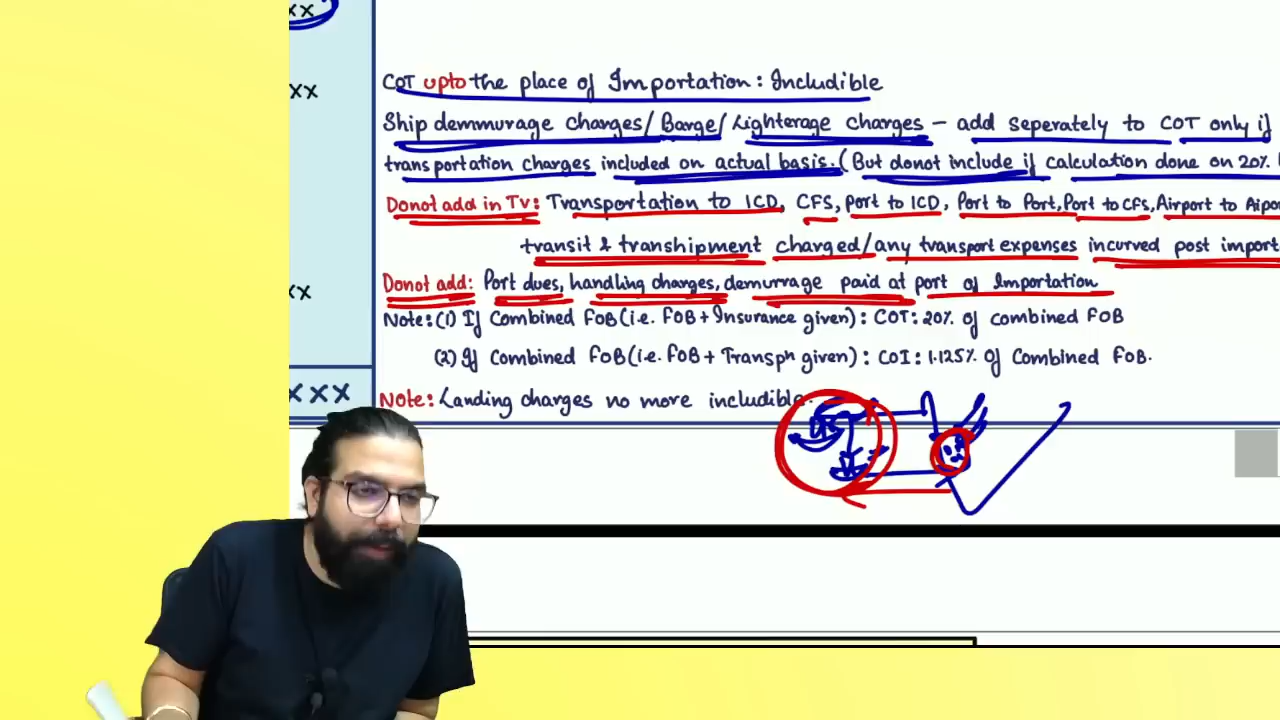 xx
COT upto the place of Importation : Includible
xx
Ship demmurage charges/ Barge/ Lighterage charges – add seperately to COT only if
transportation charges included on actual basis. (But donot include if calculation done on 20%
Donot add in TV: Transportation to ICD, CFS, Port to ICD, Port to Port, Port to CFS, Airport to Aipor
transit & transhipment charged/any transport expenses incurred post import
Donot add: Port dues, handling charges, demurrage paid at port of Importation
xx
Note: (1) If Combined FOB (i.e. FOB + Insurance given) : COT : 20% of combined FOB
(2) If Combined FOB (i.e. FOB + Transpn given) : COI : 1.125% of Combined FOB.
xxx
Note: Landing charges no more includible.